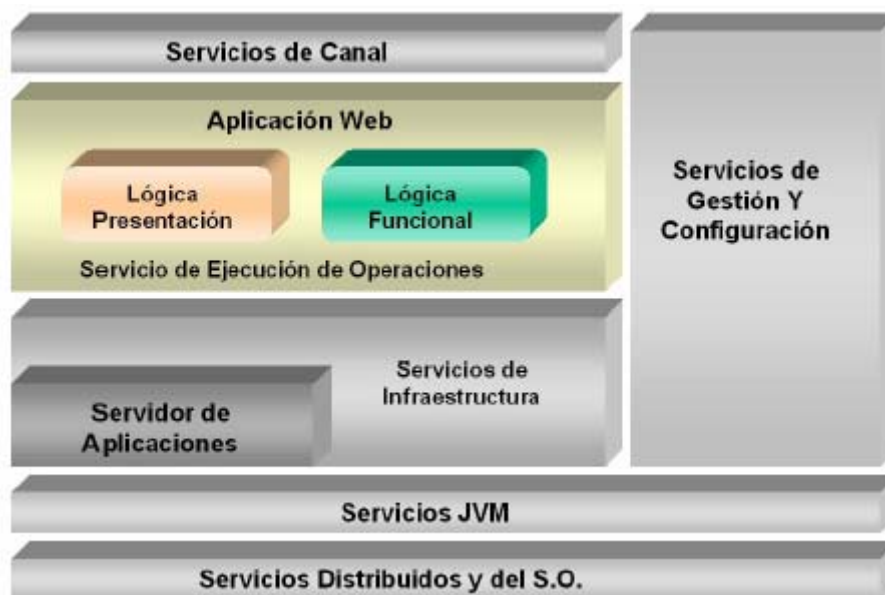 Servicios de Canal
Aplicación Web
Lógica
Presentación
Lógica
Funcional
Servicio de Ejecución de Operaciones
Servicios de
Gestión Y
Configuración
Servicios de
Infraestructura
Servidor de
Aplicaciones
Servicios JVM
Servicios Distribuidos y del S.O.